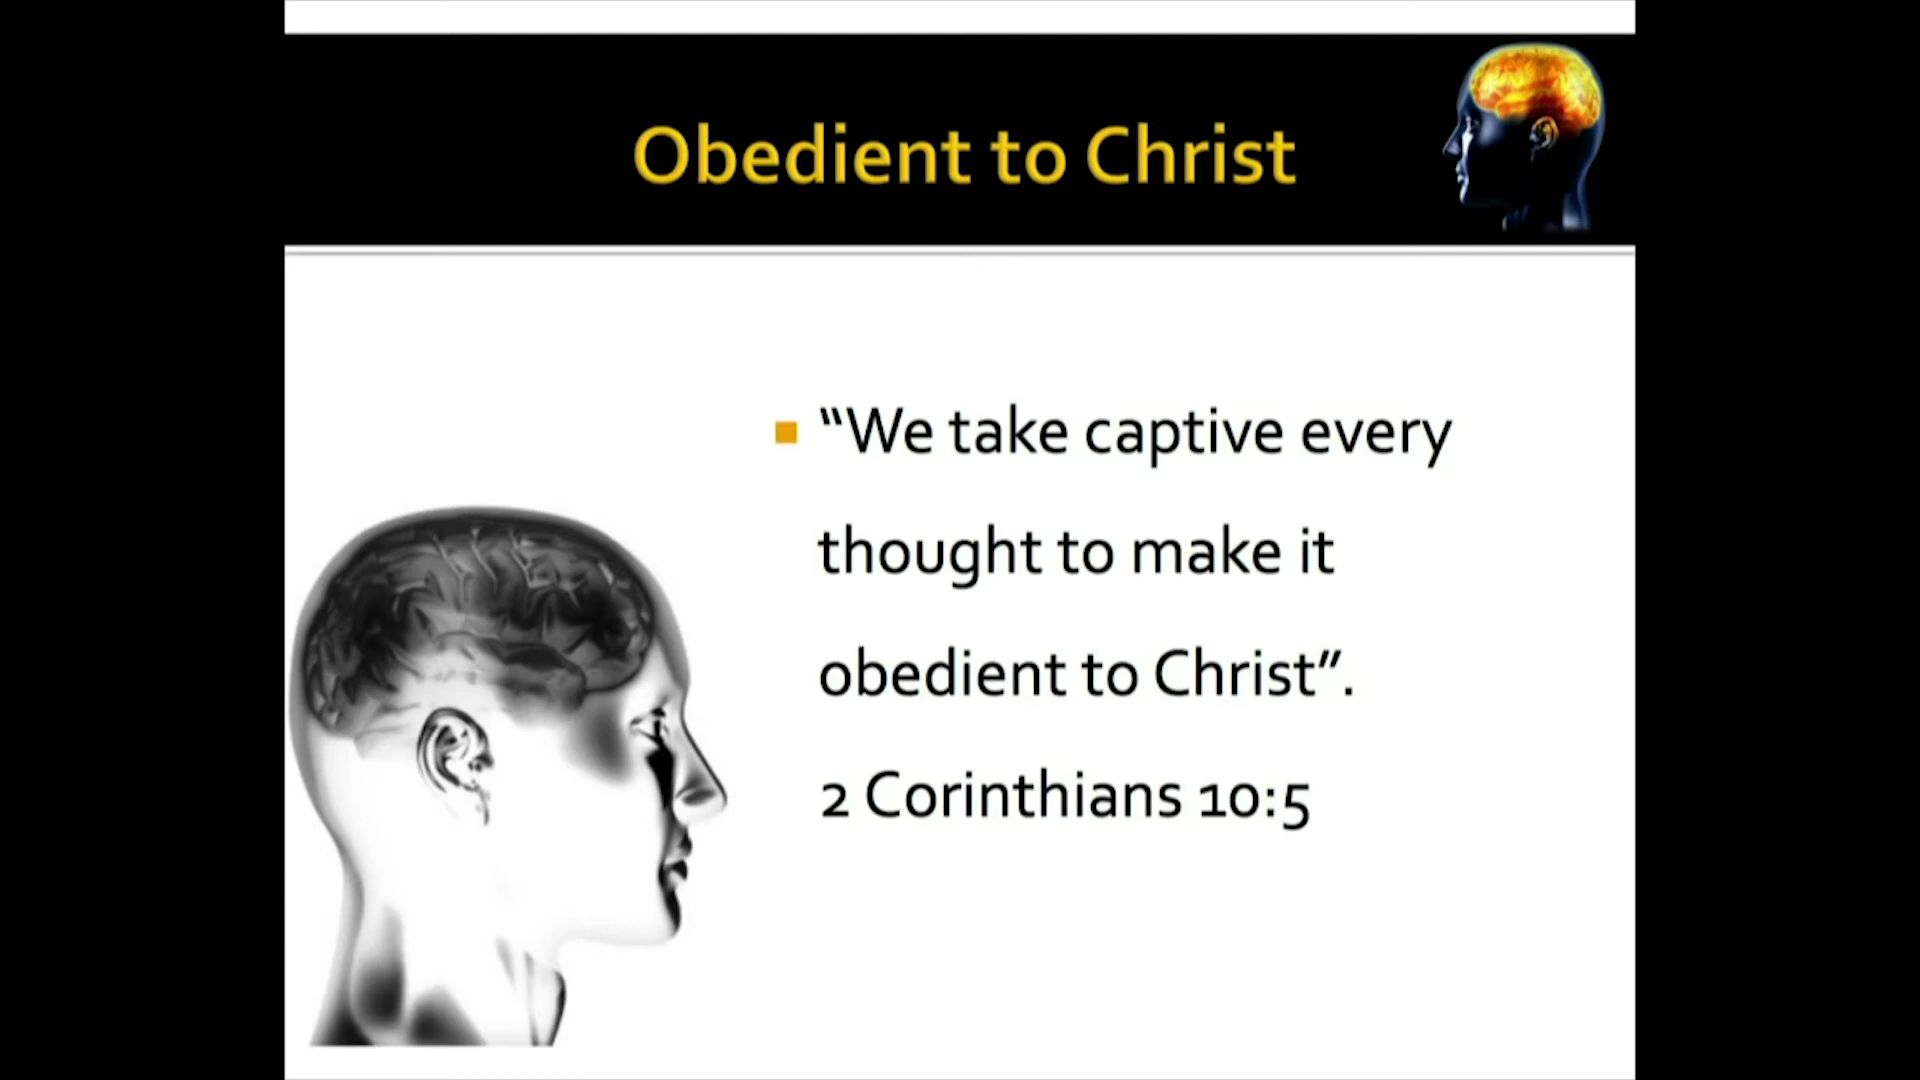 Obedient to Christ
“We take captive every
thought to make it
obedient to Christ”.
2 Corinthians 10:5